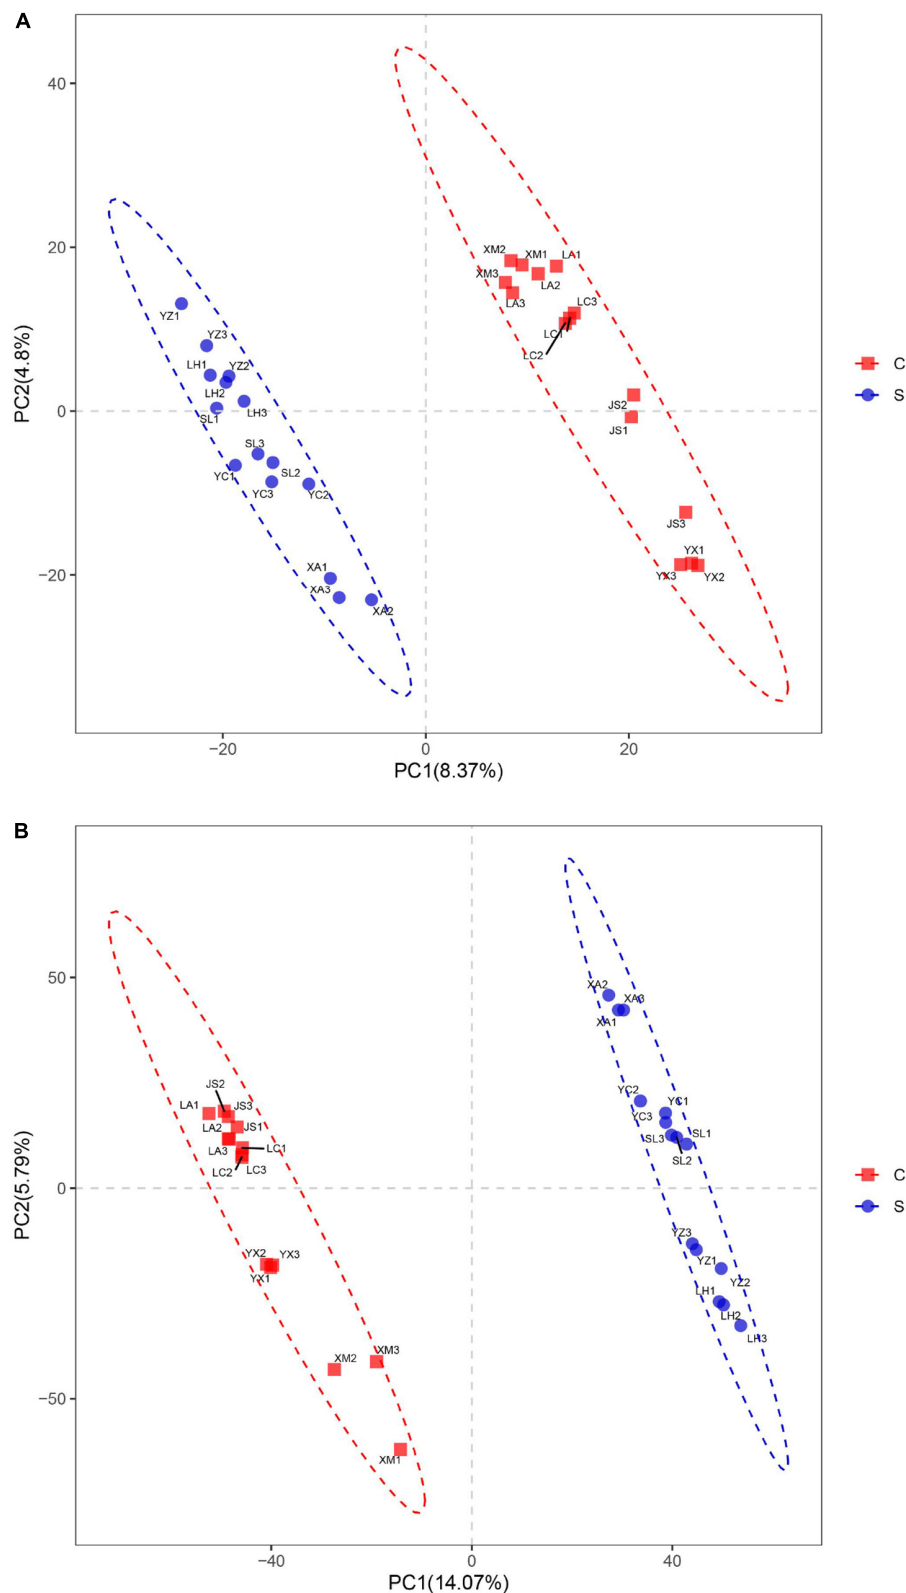 A
40
20
0
−20
PC2(4.8%)
XM2
XM1
LA1
XM3
LA2
LA3
LC3
LC1
LC2
JS2
JS1
JS3
YX1
YX3
YX2
YZ1
YZ3
LH1
YZ2
LH2
LH3
SL1
SL3
YC1
SL2
YC3
YC2
XA1
XA3
XA2
C
S
−20
0
20
PC1(8.37%)
B
50
0
−50
PC2(5.79%)
XA2
XA3
XA1
YC2
YC1
YC3
SL3
SL1
SL2
YZ3
YZ1
YZ2
LH1
LH2
LH3
JS2
LA1
JS3
LA2
JS1
LA3
LC1
LC2
LC3
YX2
YX3
YX1
XM2
XM3
XM1
C
S
−40
0
40
PC1(14.07%)